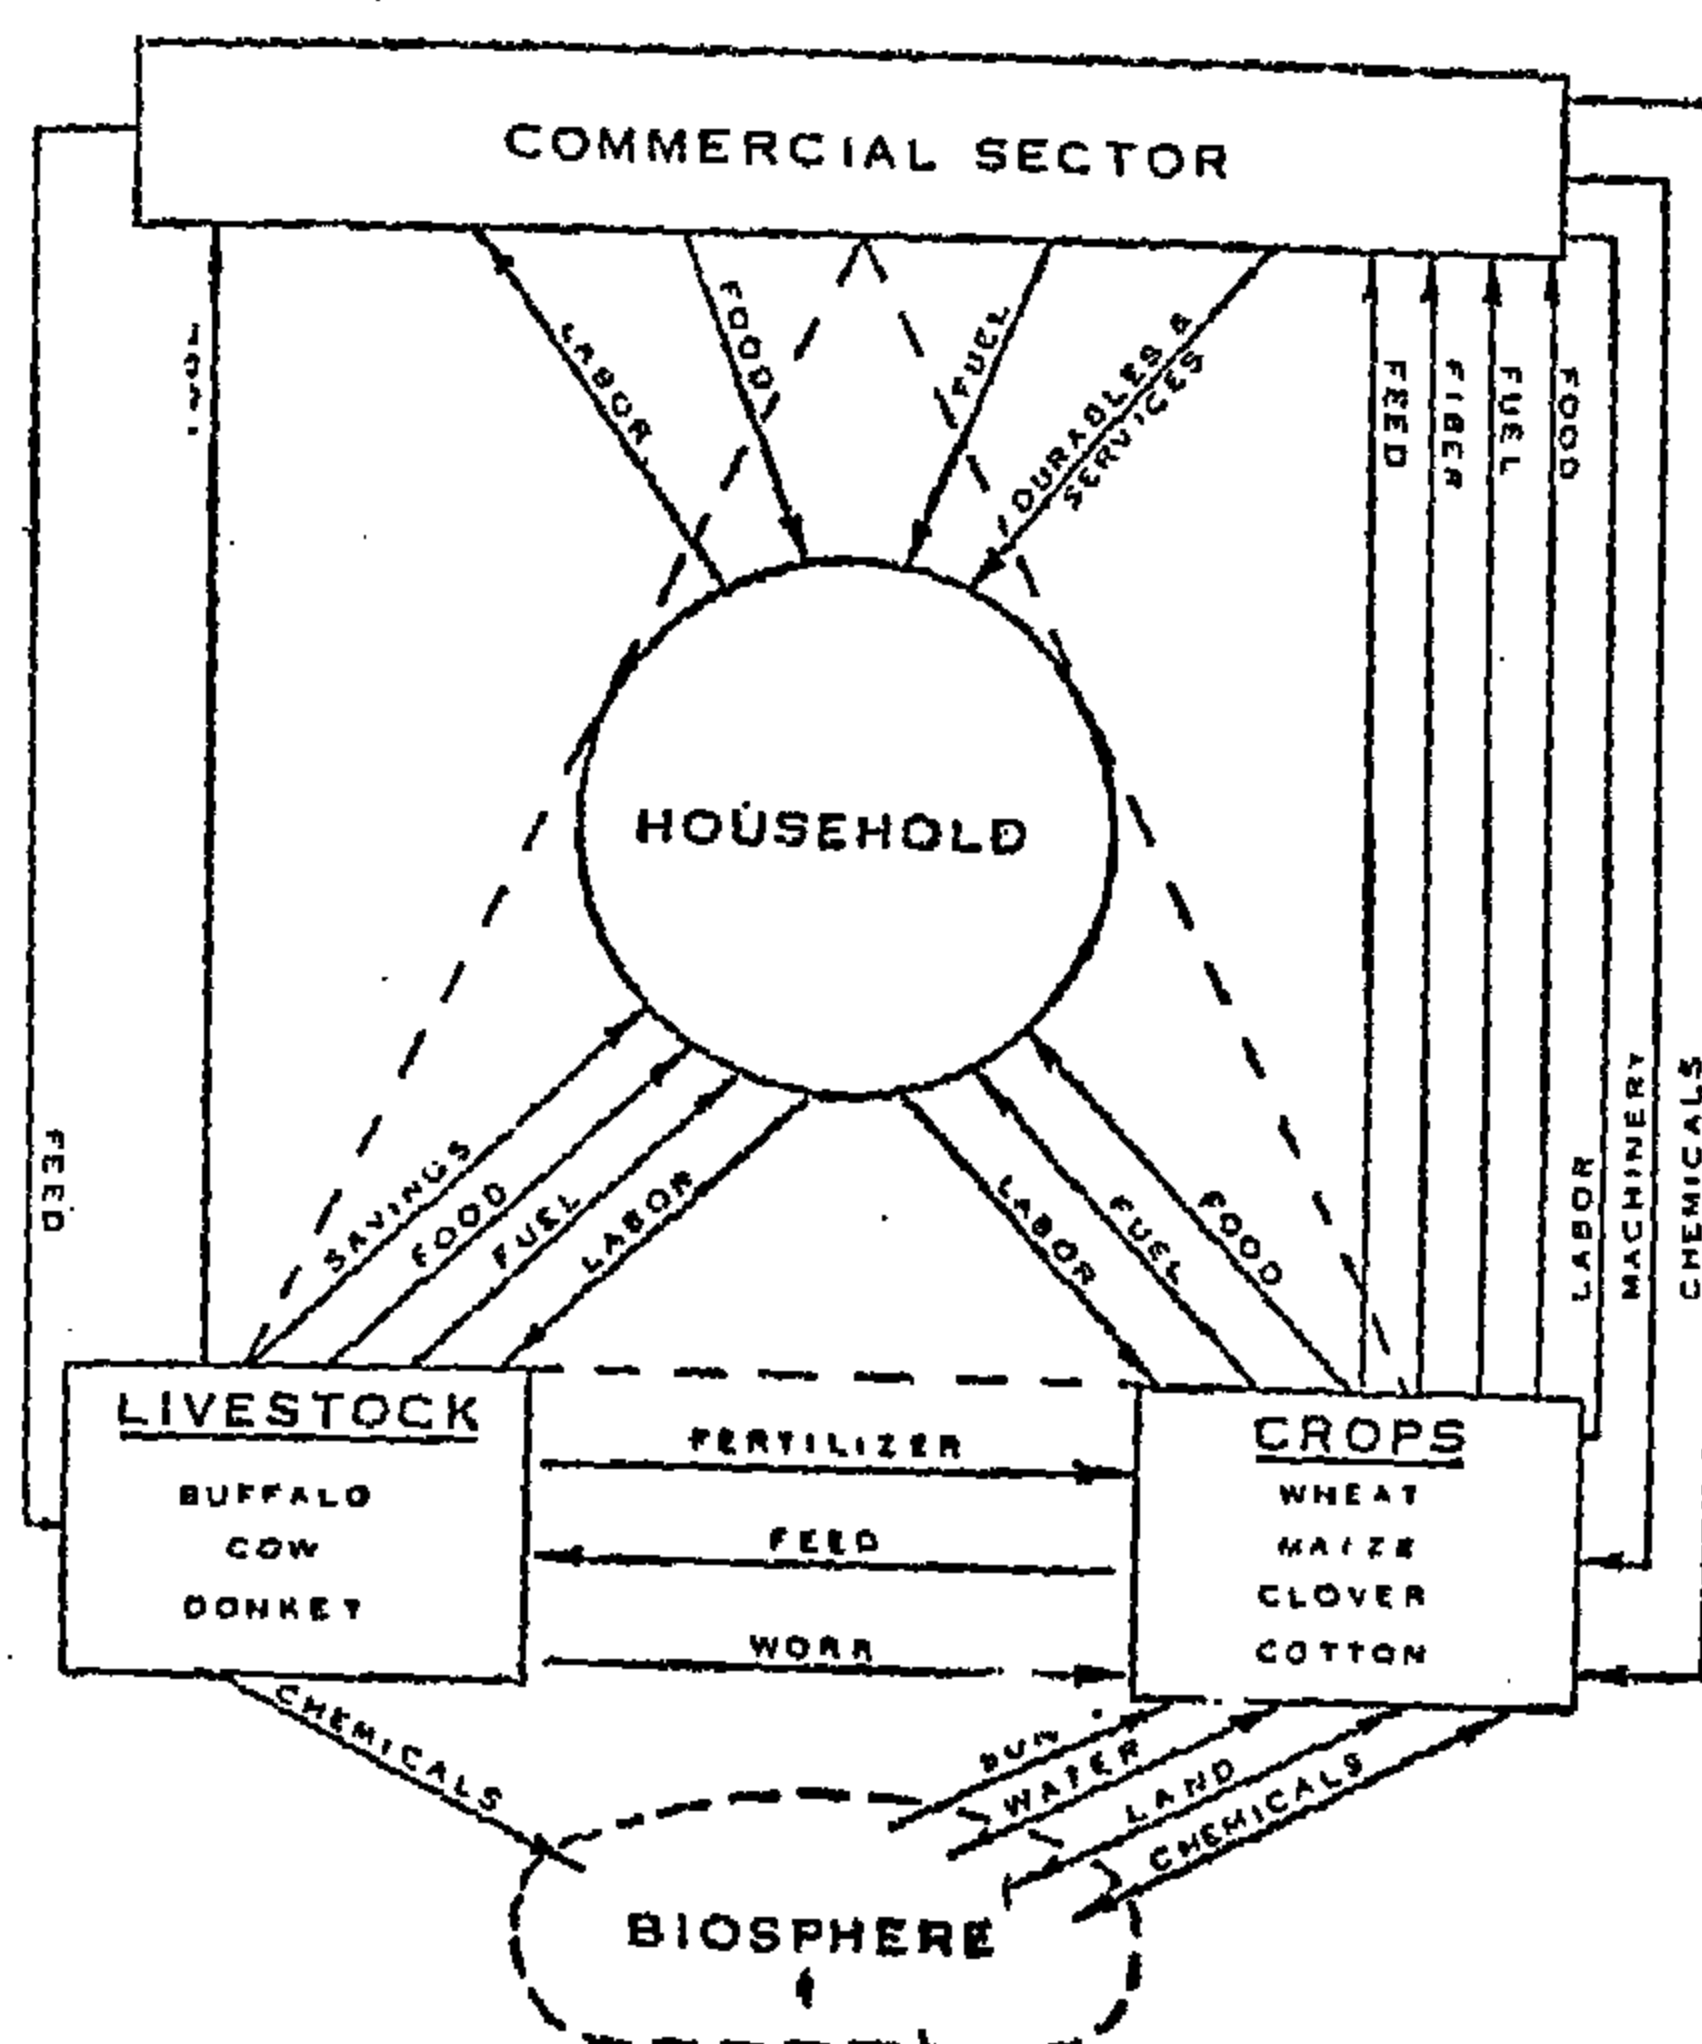 COMMERCIAL SECTOR
LABOR
FOOD
FUEL
DURABLES &
SERVICES
FEED
FIBER
FUEL
FOOD
HOUSEHOLD
FEED
SAVINGS
FOOD
FUEL
LABOR
LABOR
FUEL
FOOD
LABOR
MACHINERY
CHEMICALS
LIVESTOCK
BUFFALO
COW
DONKEY
FERTILIZER
FEED
WORK
CROPS
WHEAT
MAIZE
CLOVER
COTTON
CHEMICALS
SUN
WATER
LAND
CHEMICALS
BIOSPHERE